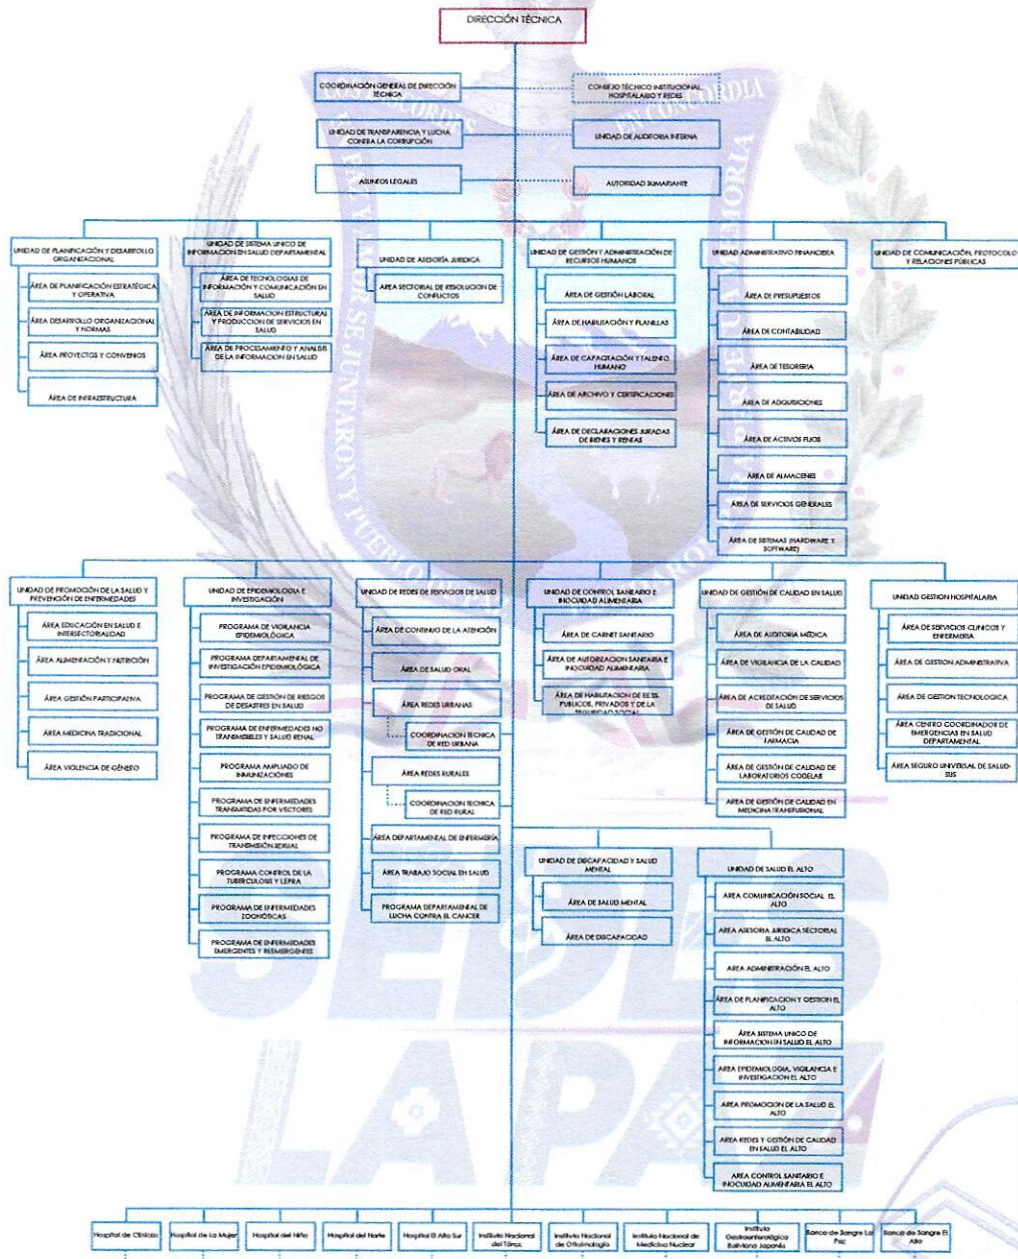 DIRECCIÓN TÉCNICA
COORDINACIÓN GENERAL DE DIRECCIÓN
TÉCNICA
CONSEJO TÉCNICO INSTITUCIONAL
HOSPITALARIO Y REDES
UNIDAD DE TRANSPARENCIA Y LUCHA
CONTRA LA CORRUPCIÓN
UNIDAD DE AUDITORIA INTERNA
ASUNTOS LEGALES
AUTORIDAD SUMARIANTE
UNIDAD DE PLANIFICACIÓN Y DESARROLLO
ORGANIZACIONAL
ÁREA DE PLANIFICACIÓN ESTRATÉGICA
Y OPERATIVA
ÁREA DESARROLLO ORGANIZACIONAL
Y NORMAS
ÁREA PROYECTOS Y CONVENIOS
ÁREA DE INFRAESTRUCTURA
UNIDAD DE SISTEMA UNICO DE
INFORMACION EN SALUD DEPARTAMENTAL
ÁREA DE TECNOLOGIAS DE
INFORMACIÓN Y COMUNICACIÓN EN
SALUD
ÁREA DE INFORMACION ESTRUCTURAL
Y PRODUCCION DE SERVICIOS EN
SALUD
ÁREA DE PROCESAMIENTO Y ANALISIS
DE LA INFORMACION EN SALUD
UNIDAD DE ASESORÍA JURIDICA
ÁREA SECTORIAL DE RESOLUCION DE
CONFLICTOS
UNIDAD DE GESTIÓN Y ADMINISTRACIÓN DE
RECURSOS HUMANOS
ÁREA DE GESTIÓN LABORAL
ÁREA DE HABILITACIÓN Y PLANILLAS
ÁREA DE CAPACITACIÓN Y TALENTO
HUMANO
ÁREA DE ARCHIVO Y CERTIFICACIONES
ÁREA DE DECLARACIONES JURADAS
DE BIENES Y RENTAS
UNIDAD ADMINISTRATIVO FINANCIERA
ÁREA DE PRESUPUESTOS
ÁREA DE CONTABILIDAD
ÁREA DE TESORERIA
ÁREA DE ADQUISICIONES
ÁREA DE ACTIVOS FIJOS
ÁREA DE ALMACENES
ÁREA DE SERVICIOS GENERALES
ÁREA DE SISTEMAS (HARDWARE Y
SOFTWARE)
UNIDAD DE COMUNICACIÓN, PROTOCOLO
Y RELACIONES PÚBLICAS
UNIDAD DE PROMOCIÓN DE LA SALUD Y
PREVENCIÓN DE ENFERMEDADES
ÁREA EDUCACIÓN EN SALUD E
INTERSECTORIALIDAD
ÁREA ALIMENTACIÓN Y NUTRICIÓN
ÁREA GESTIÓN PARTICIPATIVA
ÁREA MEDICINA TRADICIONAL
ÁREA VIOLENCIA DE GÉNERO
UNIDAD DE EPIDEMIOLOGIA E
INVESTIGACIÓN
PROGRAMA DE VIGILANCIA
EPIDEMIOLÓGICA
PROGRAMA DEPARTAMENTAL DE
INVESTIGACIÓN EPIDEMIOLÓGICA
PROGRAMA DE GESTIÓN DE RIESGOS
DE DESASTRES EN SALUD
PROGRAMA DE ENFERMEDADES NO
TRANSMISIBLES Y SALUD RENAL
PROGRAMA AMPLIADO DE
INMUNIZACIÓNES
PROGRAMA DE ENFERMEDADES
TRANSMITIDAS POR VECTORES
PROGRAMA DE INFECCIONES DE
TRANSMISIÓN SEXUAL
PROGRAMA CONTROL DE LA
TUBERCULOSIS Y LEPRA
PROGRAMA DE ENFERMEDADES
ZOONÓTICAS
PROGRAMA DE ENFERMEDADES
EMERGENTES Y REEMERGENTES
UNIDAD DE REDES DE SERVICIOS DE SALUD
ÁREA DE CONTINUO DE LA ATENCIÓN
ÁREA DE SALUD ORAL
ÁREA REDES URBANAS
COORDINACION TECNICA
DE RED URBANA
ÁREA REDES RURALES
COORDINACION TECNICA
DE RED RURAL
ÁREA DEPARTAMENTAL DE ENFERMERÍA
ÁREA TRABAJO SOCIAL EN SALUD
PROGRAMA DEPARTAMENTAL DE
LUCHA CONTRA EL CANCER
UNIDAD DE CONTROL SANITARIO E
INOCUIDAD ALIMENTARIA
ÁREA DE CARNET SANITARIO
ÁREA DE AUTORIZACION SANITARIA E
INOCUIDAD ALIMENTARIA
ÁREA DE HABILITACION DE EE.SS.
PUBLICOS, PRIVADOS Y DE LA
SEGURIDAD SOCIAL
UNIDAD DE GESTIÓN DE CALIDAD EN SALUD
ÁREA DE AUDITORIA MÉDICA
ÁREA DE VIGILANCIA DE LA CALIDAD
ÁREA DE ACREDITACIÓN DE SERVICIOS
DE SALUD
ÁREA DE GESTIÓN DE CALIDAD DE
FARMACIA
ÁREA DE GESTIÓN DE CALIDAD DE
LABORATORIOS CODELAB
AREA DE GESTIÓN DE CALIDAD EN
MEDICINA TRANSFUSIONAL
UNIDAD GESTION HOSPITALARIA
ÁREA DE SERVICIOS CLINICOS Y
ENFERMERIA
ÁREA DE GESTION ADMINISTRATIVA
ÁREA DE GESTION TECNOLOGICA
ÁREA CENTRO COORDINADOR DE
EMERGENCIAS EN SALUD
DEPARTAMENTAL
ÁREA SEGURO UNIVERSAL DE SALUD-
SUS
UNIDAD DE DISCAPACIDAD Y SALUD
MENTAL
ÁREA DE SALUD MENTAL
ÁREA DE DISCAPACIDAD
UNIDAD DE SALUD EL ALTO
AREA COMUNICACIÓN SOCIAL EL
ALTO
AREA ASESORIA JURIDICA SECTORIAL
EL ALTO
AREA ADMINISTRACIÓN EL ALTO
ÁREA DE PLANIFICACION Y GESTION EL
ALTO
ÁREA SISTEMA UNICO DE
INFORMACION EN SALUD EL ALTO
AREA EPIDEMIOLOGIA, VIGILANCIA E
INVESTIGACION EL ALTO
AREA PROMOCION DE LA SALUD EL
ALTO
AREA REDES Y GESTIÓN DE CALIDAD
EN SALUD EL ALTO
AREA CONTROL SANITARIO E
INOCUIDAD ALIMENTARIA EL ALTO
SEDES
LA PAZ
Hospital de Clínicas
Hospital de La Mujer
Hospital del Niño
Hospital del Norte
Hospital El Alto Sur
Instituto Nacional
del Tórax
Instituto Nacional
de Oftalmología
Instituto Nacional de
Medicina Nuclear
Instituto
Gastroenterológico
Boliviano Japonés
Banco de Sangre La
Paz
Banco de Sangre El
Alto